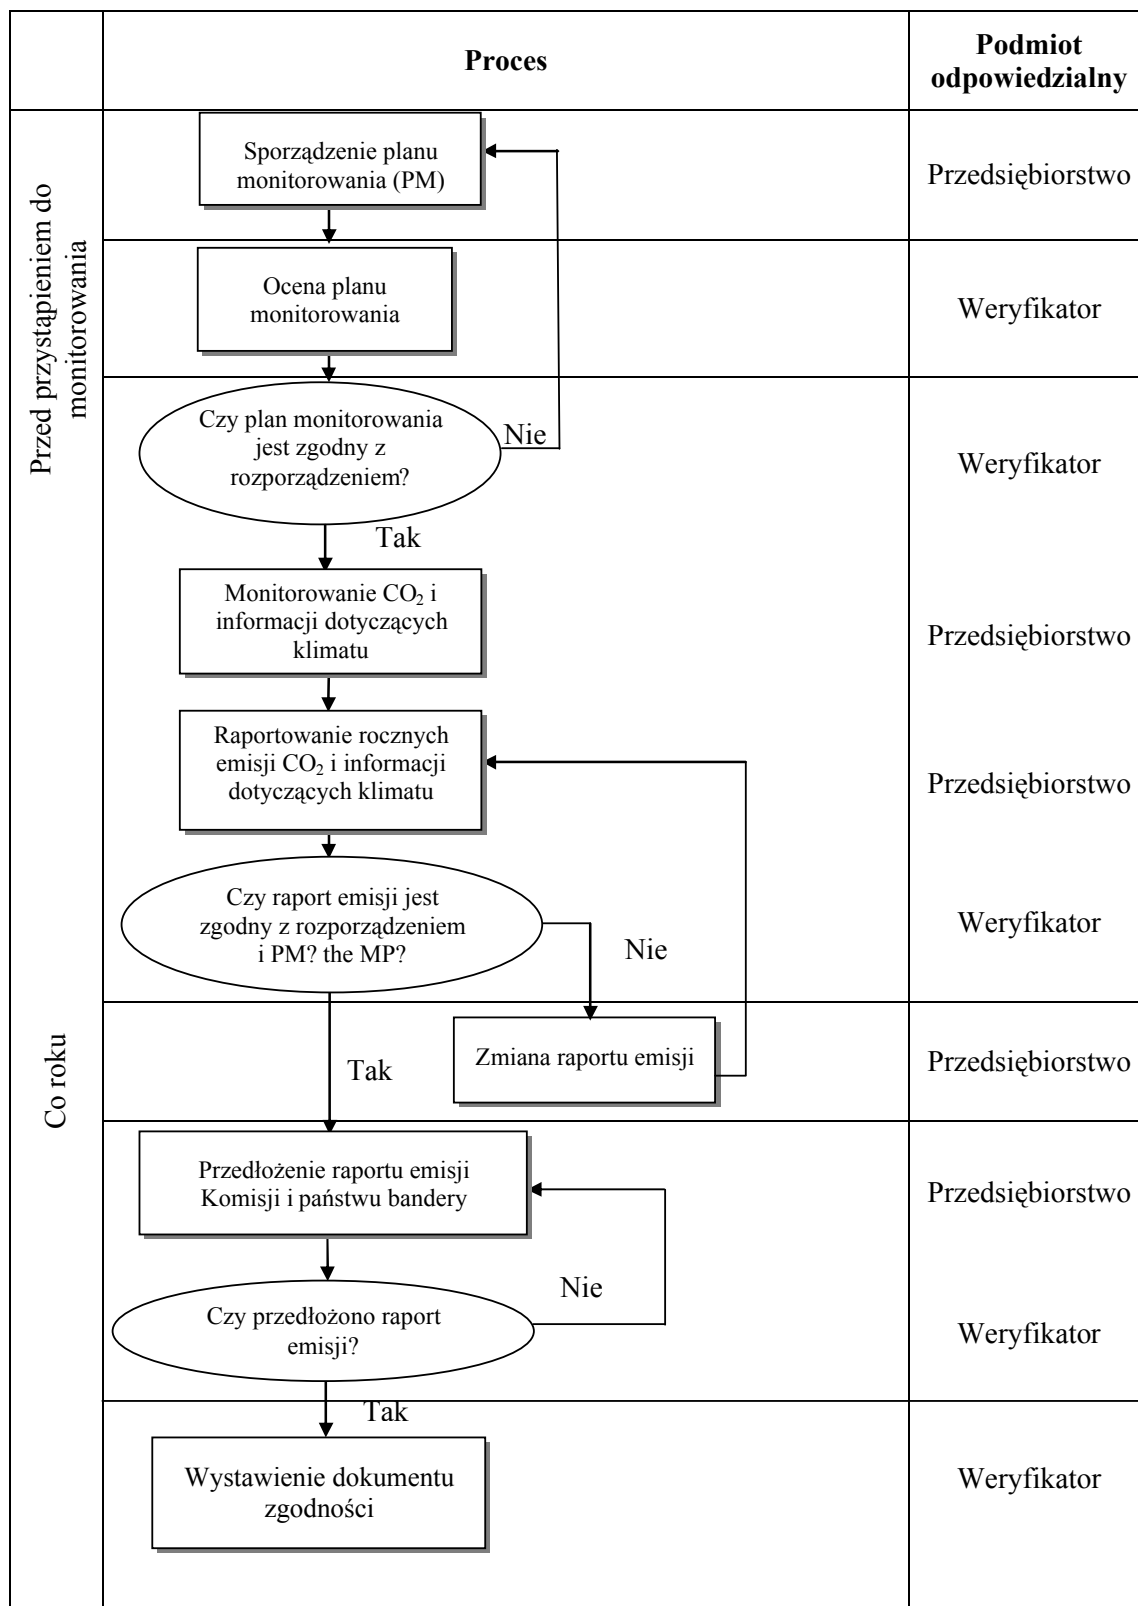 Proces
Podmiot
odpowiedzialny
Przed przystąpieniem do
monitorowania
Sporządzenie planu
monitorowania (PM)
Przedsiębiorstwo
Ocena planu
monitorowania
Weryfikator
Czy plan monitorowania
jest zgodny z
rozporządzeniem?
Nie
Weryfikator
Tak
Monitorowanie CO₂ i
informacji dotyczących
klimatu
Przedsiębiorstwo
Raportowanie rocznych
emisji CO₂ i informacji
dotyczących klimatu
Przedsiębiorstwo
Czy raport emisji jest
zgodny z rozporządzeniem
i PM? the MP?
Nie
Weryfikator
Co roku
Tak
Zmiana raportu emisji
Przedsiębiorstwo
Przedłożenie raportu emisji
Komisji i państwu bandery
Przedsiębiorstwo
Nie
Czy przedłożono raport
emisji?
Weryfikator
Tak
Wystawienie dokumentu
zgodności
Weryfikator